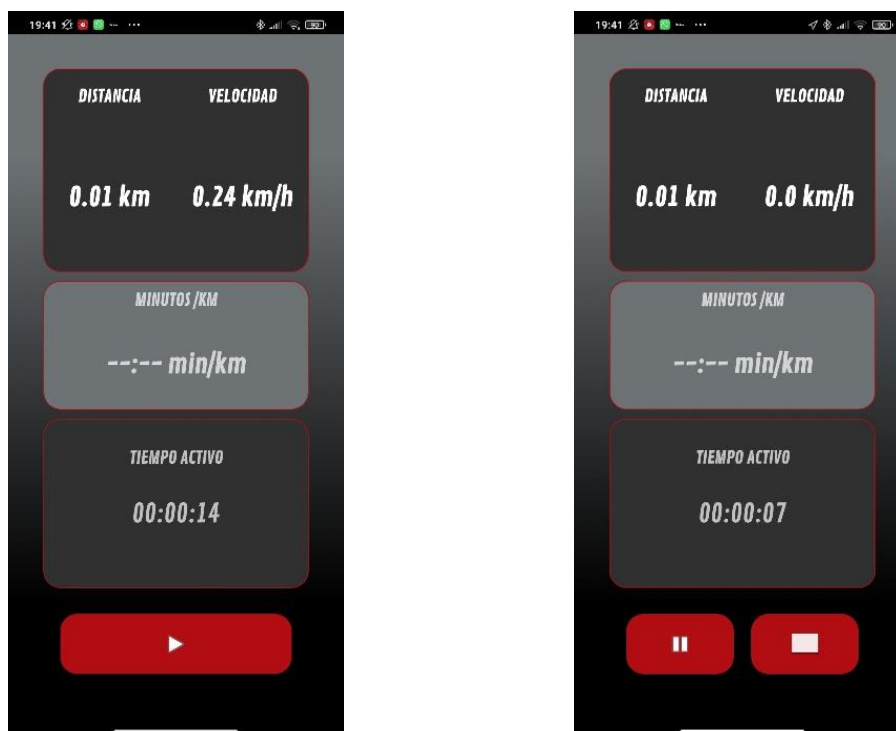 19:41
90
DISTANCIA VELOCIDAD
0.01 km 0.24 km/h
MINUTOS/KM
--:-- min/km
TIEMPO ACTIVO
00:00:14
19:41
90
DISTANCIA VELOCIDAD
0.01 km 0.0 km/h
MINUTOS/KM
--:-- min/km
TIEMPO ACTIVO
00:00:07